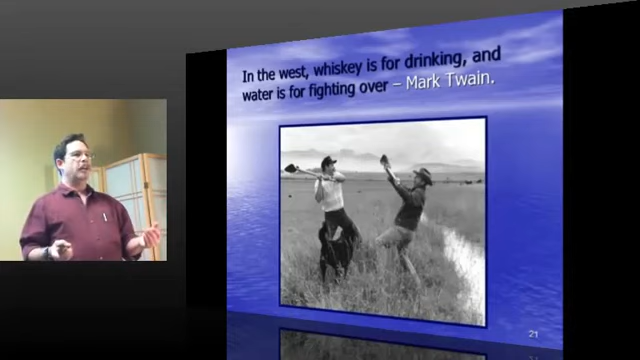 In the west, whiskey is for drinking, and
water is for fighting over – Mark Twain.
21